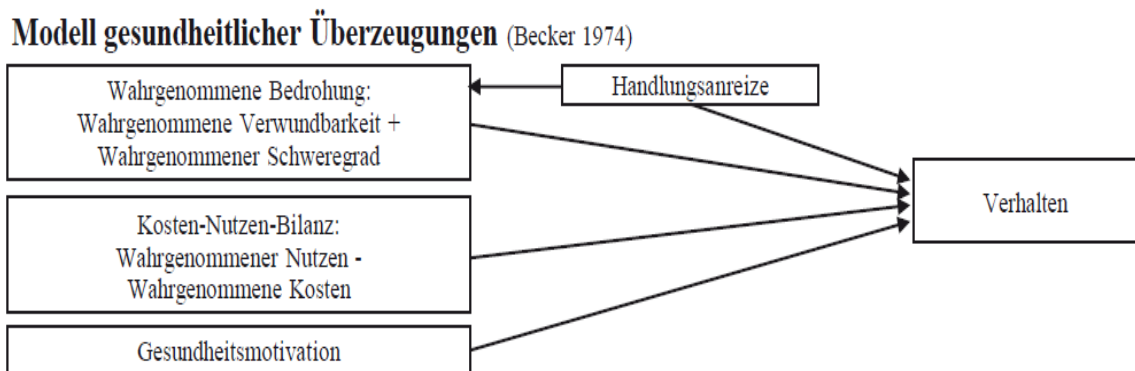 Modell gesundheitlicher Überzeugungen (Becker 1974)
Wahrgenommene Bedrohung:
Wahrgenommene Verwundbarkeit +
Wahrgenommener Schweregrad
Handlungsanreize
Kosten-Nutzen-Bilanz:
Wahrgenommener Nutzen -
Wahrgenommene Kosten
Gesundheitsmotivation
Verhalten